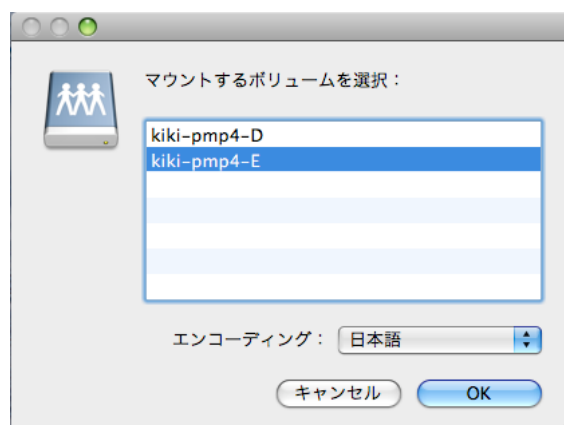 マウントするボリュームを選択：
kiki-pmp4-D
kiki-pmp4-E
エンコーディング： 日本語
キャンセル OK